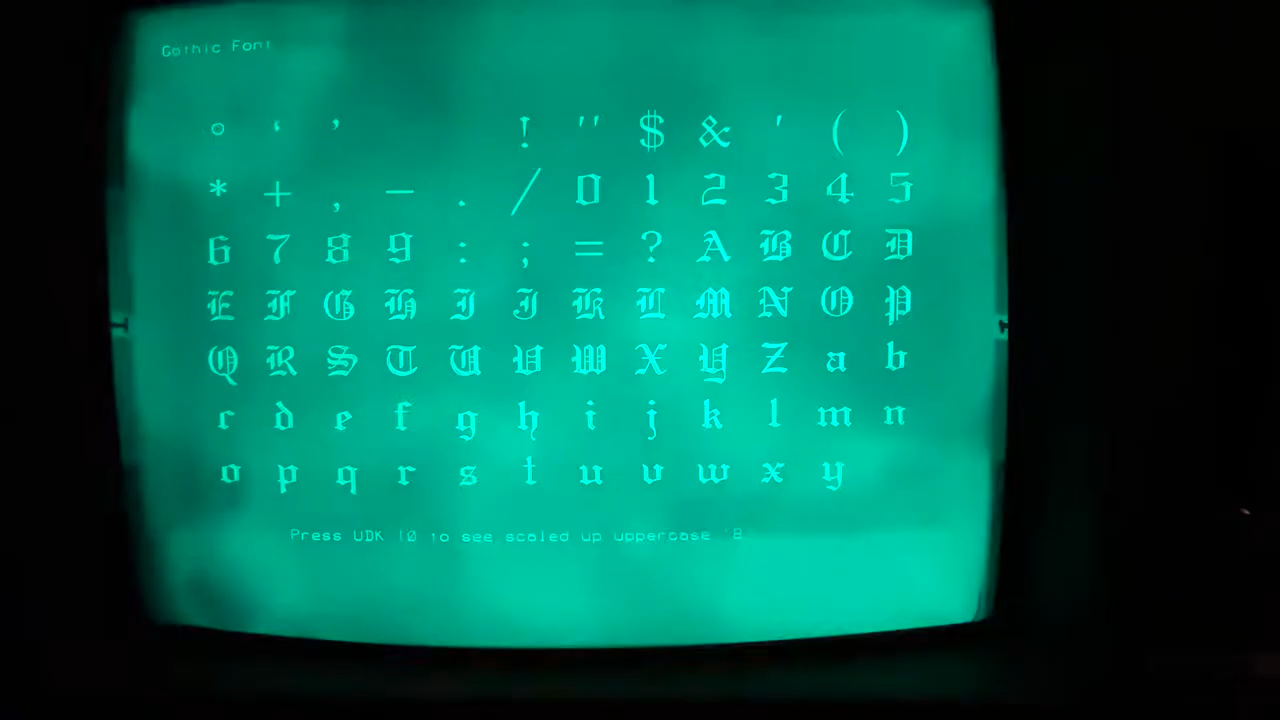 Gothic Font
° ‘ ’ ! " $ & ' ( )
* + , − . / 0 1 2 3 4 5
6 7 8 9 : ; = ? A B C D
E F G H I J K L M N O P
Q R S T U V W X Y Z a b
c d e f g h i j k l m n
o p q r s t u v w x y
Press UDK 10 to see scaled up uppercase 'B